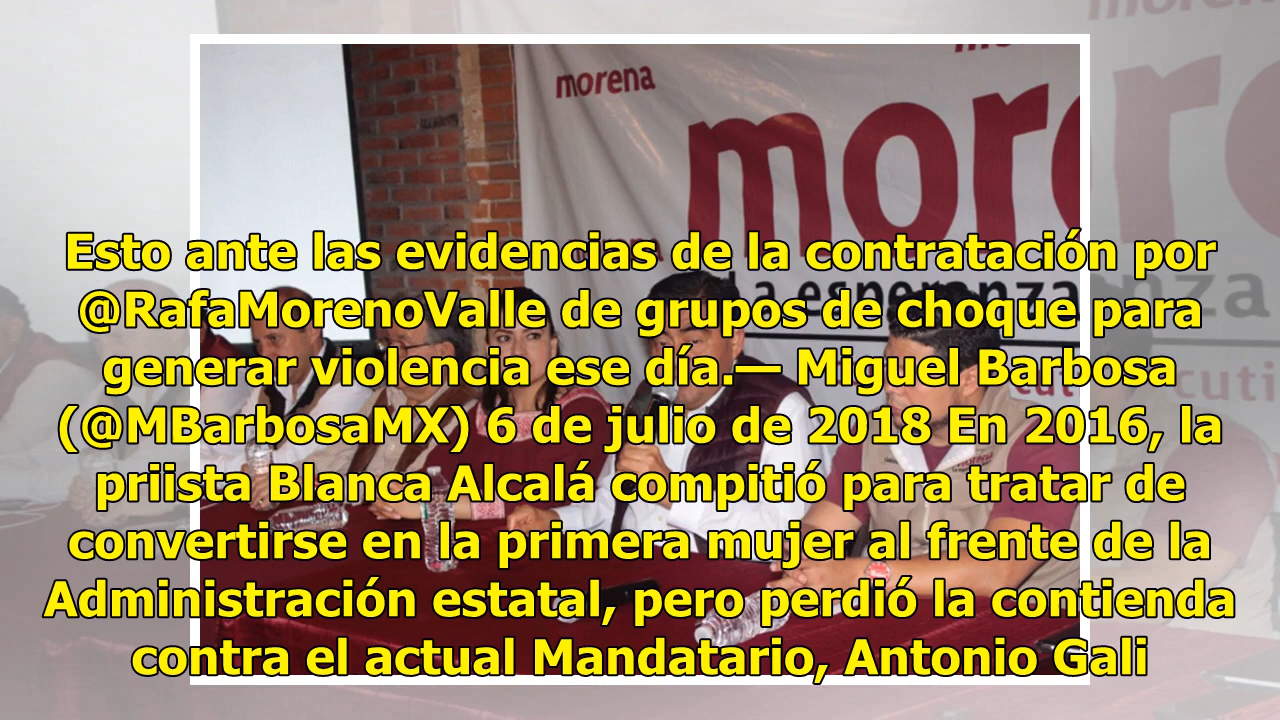 morena
morena
Esto ante las evidencias de la contratación por
@RafaMorenoValle de grupos de choque para
generar violencia ese día.— Miguel Barbosa
(@MBarbosaMX) 6 de julio de 2018 En 2016, la
priista Blanca Alcalá compitió para tratar de
convertirse en la primera mujer al frente de la
Administración estatal, pero perdió la contienda
contra el actual Mandatario, Antonio Gali